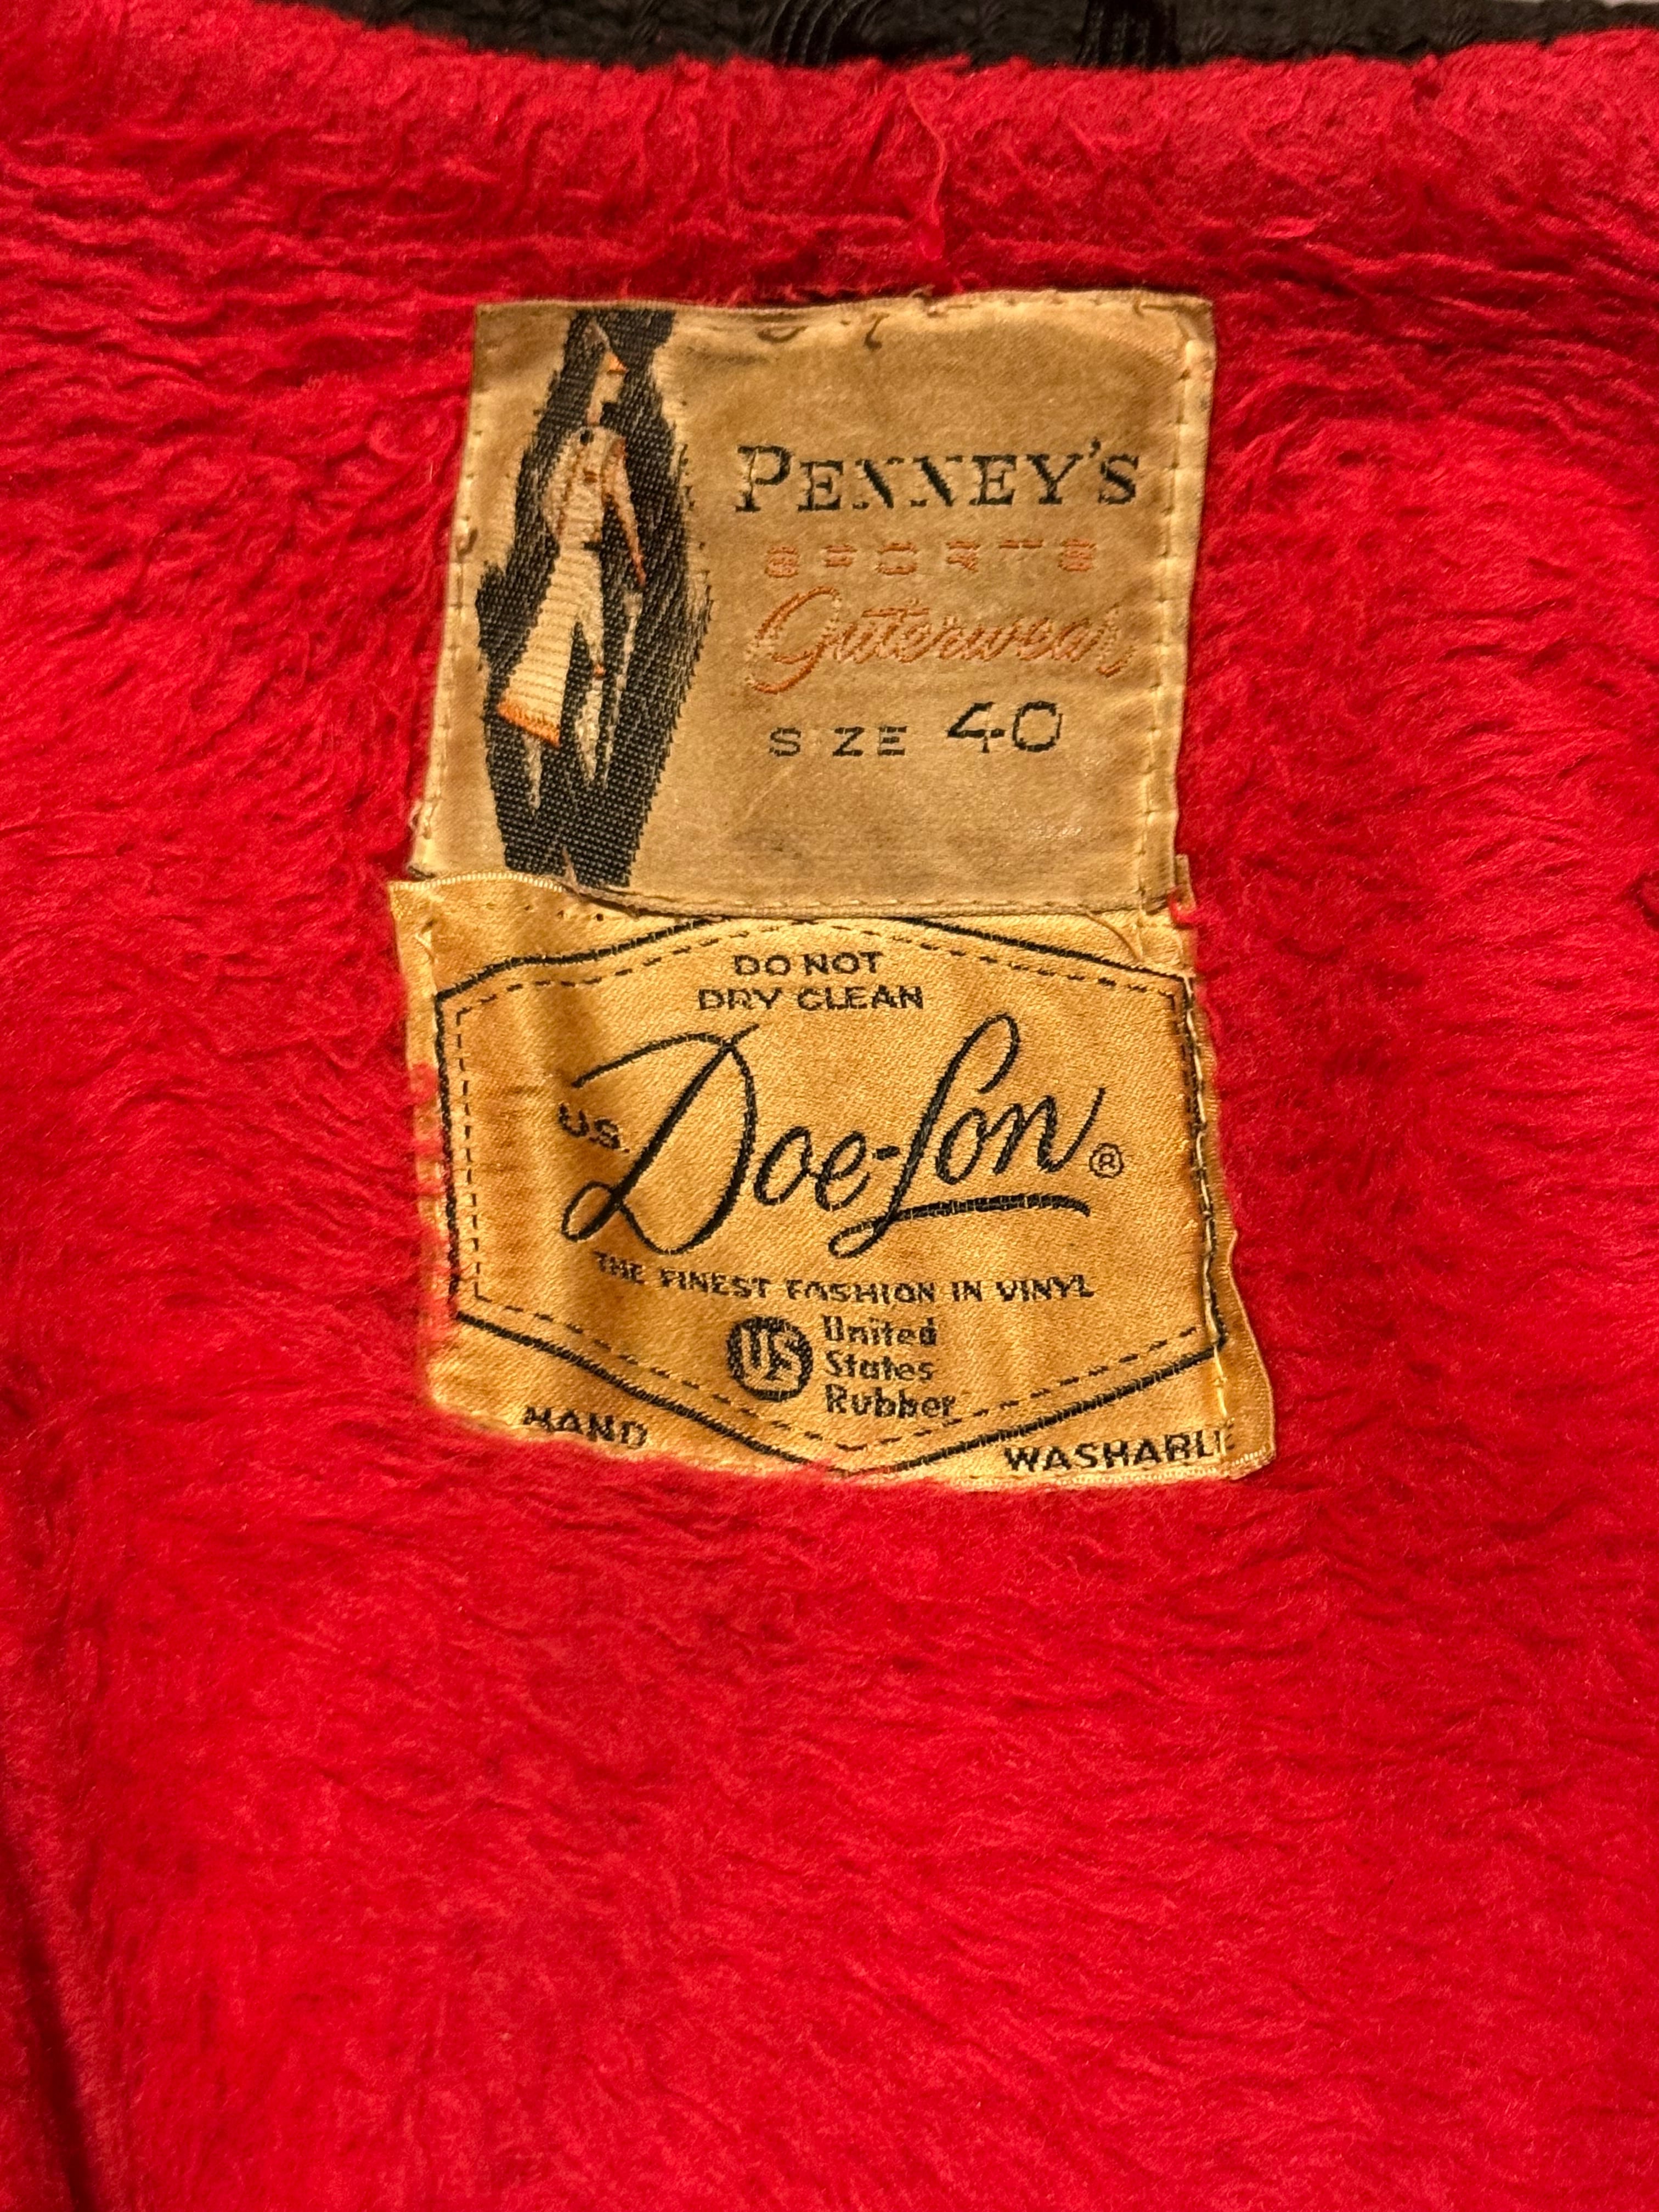 PENNEY'S
SPORTS
Outerwear
SIZE 40
DO NOT
DRY CLEAN
U.S. Doe-Lon ®
THE FINEST FASHION IN VINYL
US United
States
Rubber
HAND WASHABLE